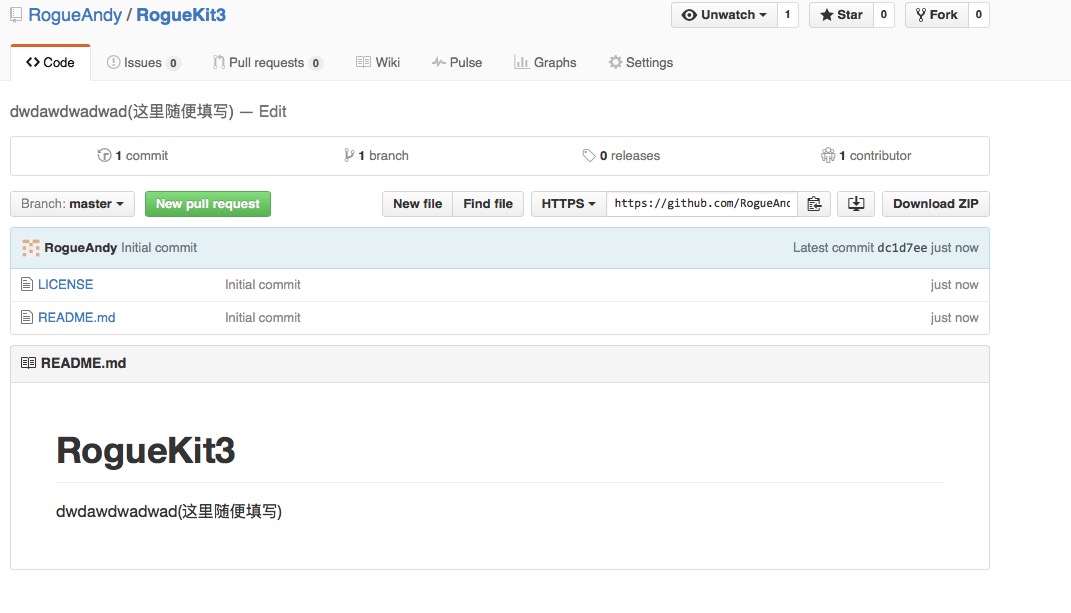 RogueAndy / RogueKit3 Unwatch 1 Star 0 Fork 0
Code Issues 0 Pull requests 0 Wiki Pulse Graphs Settings
dwdawdwadwad(这里随便填写) — Edit
1 commit 1 branch 0 releases 1 contributor
Branch: master New pull request New file Find file HTTPS https://github.com/RogueAnd Download ZIP
RogueAndy Initial commit Latest commit dc1d7ee just now
LICENSE Initial commit just now
README.md Initial commit just now
README.md
RogueKit3
dwdawdwadwad(这里随便填写)